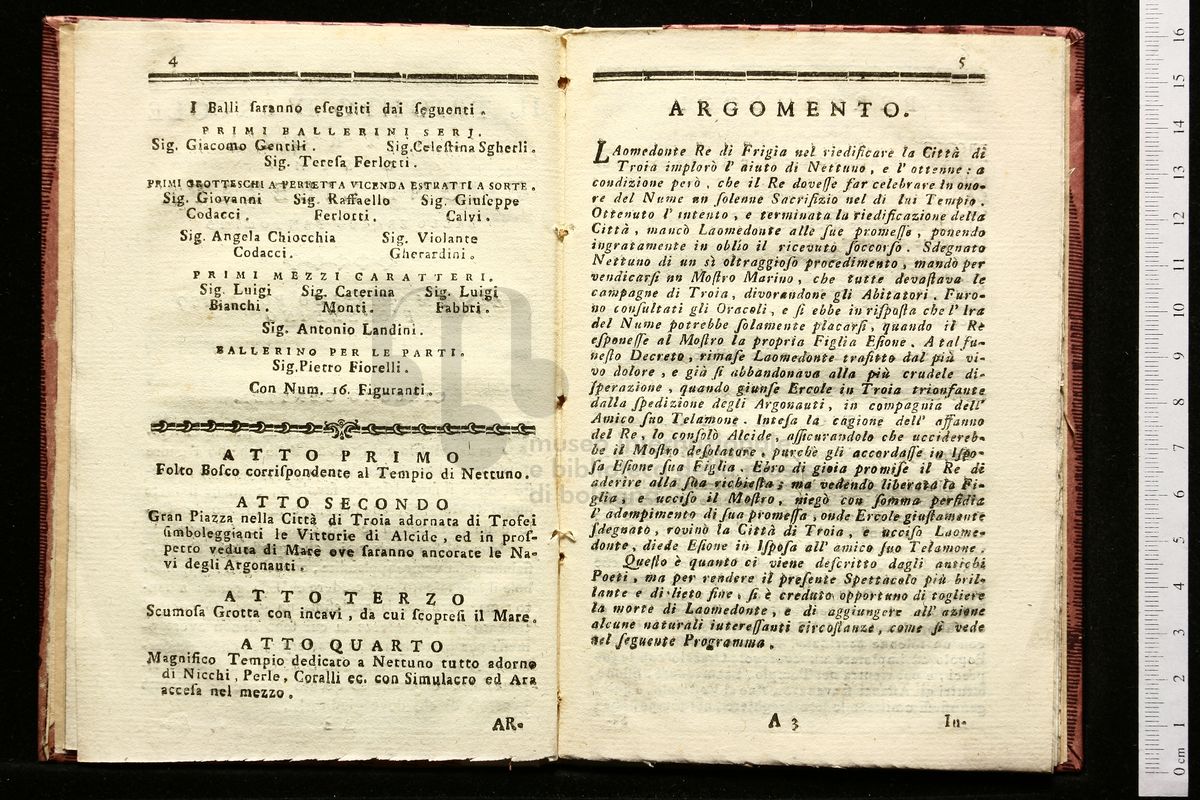 4
I Balli ſaranno eſeguiti dai ſeguenti.
PRIMI BALLERINI SERJ.
Sig. Giacomo Gentili. Sig. Celeſtina Sgherli.
Sig. Tereſa Ferlotti.
PRIMI GROTTESCHI A PERFETTA VICENDA ESTRATTI A SORTE.
Sig. Giovanni Sig. Raffaello Sig. Giuſeppe
Codacci. Ferlotti. Calvi.
Sig. Angela Chiocchia Sig. Violante
Codacci. Gherardini.
PRIMI MEZZI CARATTERI.
Sig. Luigi Sig. Caterina Sig. Luigi
Bianchi. Monti. Fabbri.
Sig. Antonio Landini.
BALLERINO PER LE PARTI.
Sig. Pietro Fiorelli.
Con Num. 16. Figuranti.
ATTO PRIMO
Folto Boſco corriſpondente al Tempio di Nettuno.
ATTO SECONDO
Gran Piazza nella Città di Troia adornata di Trofei
ſimboleggianti le Vittorie di Alcide, ed in proſ-
petto veduta di Mare ove ſaranno ancorate le Na-
vi degli Argonauti.
ATTO TERZO
Scumoſa Grotta con incavi, da cui ſcopreſi il Mare.
ATTO QUARTO
Magnifico Tempio dedicato a Nettuno tutto adorno
di Nicchi, Perle, Coralli ec. con Simulacro ed Ara
acceſa nel mezzo.
AR-
5
ARGOMENTO.
LAomedonte Re di Frigia nel riedificare la Città di
Troia implorò l' aiuto di Nettuno, e l' ottenne: a
condizione però, che il Re doveſſe far celebrare in ono-
re del Nume un ſolenne Sacrifizio nel di lui Tempio.
Ottenuto l' intento, e terminata la riedificazione della
Città, mancò Laomedonte alle ſue promeſſe, ponendo
ingratamente in oblìo il ricevuto ſoccorſo. Sdegnato
Nettuno di un sì oltraggioſo procedimento, mandò per
vendicarſi un Moſtro Marino, che tutte devaſtava le
campagne di Troia, divorandone gli Abitatori. Furo-
no conſultati gli Oracoli, e ſi ebbe in riſpoſta che l' Ira
del Nume potrebbe ſolamente placarſi, quando il Re
eſponeſſe al Moſtro la propria Figlia Eſione. A tal fu-
neſto Decreto, rimaſe Laomedonte trafitto dal più vi-
vo dolore, e già ſi abbandonava alla più crudele di-
ſperazione, quando giunſe Ercole in Troia trionfante
dalla ſpedizione degli Argonauti, in compagnia dell'
Amico ſuo Telamone. Inteſa la cagione dell' affanno
del Re, lo conſolò Alcide, aſſicurandolo che uccidereb-
be il Moſtro deſolatore, purchè gli accordaſſe in Iſpo-
ſa Eſione ſua Figlia. Ebro di gioia promiſe il Re di
aderire alla ſua richieſta; ma vedendo liberata la Fi-
glia, e ucciſo il Moſtro, niegò con ſomma perfidia
l' adempimento di ſua promeſſa, onde Ercole giuſtamente
ſdegnato, rovinò la Città di Troia, e ucciſo Laome-
donte, diede Eſione in Iſpoſa all' amico ſuo Telamone.
Queſto è quanto ci viene deſcritto dagli antichi
Poeti, ma per rendere il preſente Spettacolo più bril-
lante e di lieto fine, ſi è creduto opportuno di togliere
la morte di Laomedonte, e di aggiungere all' azione
alcune naturali intereſſanti circoſtanze, come ſi vede
nel ſeguente Programma.
A 3
In-